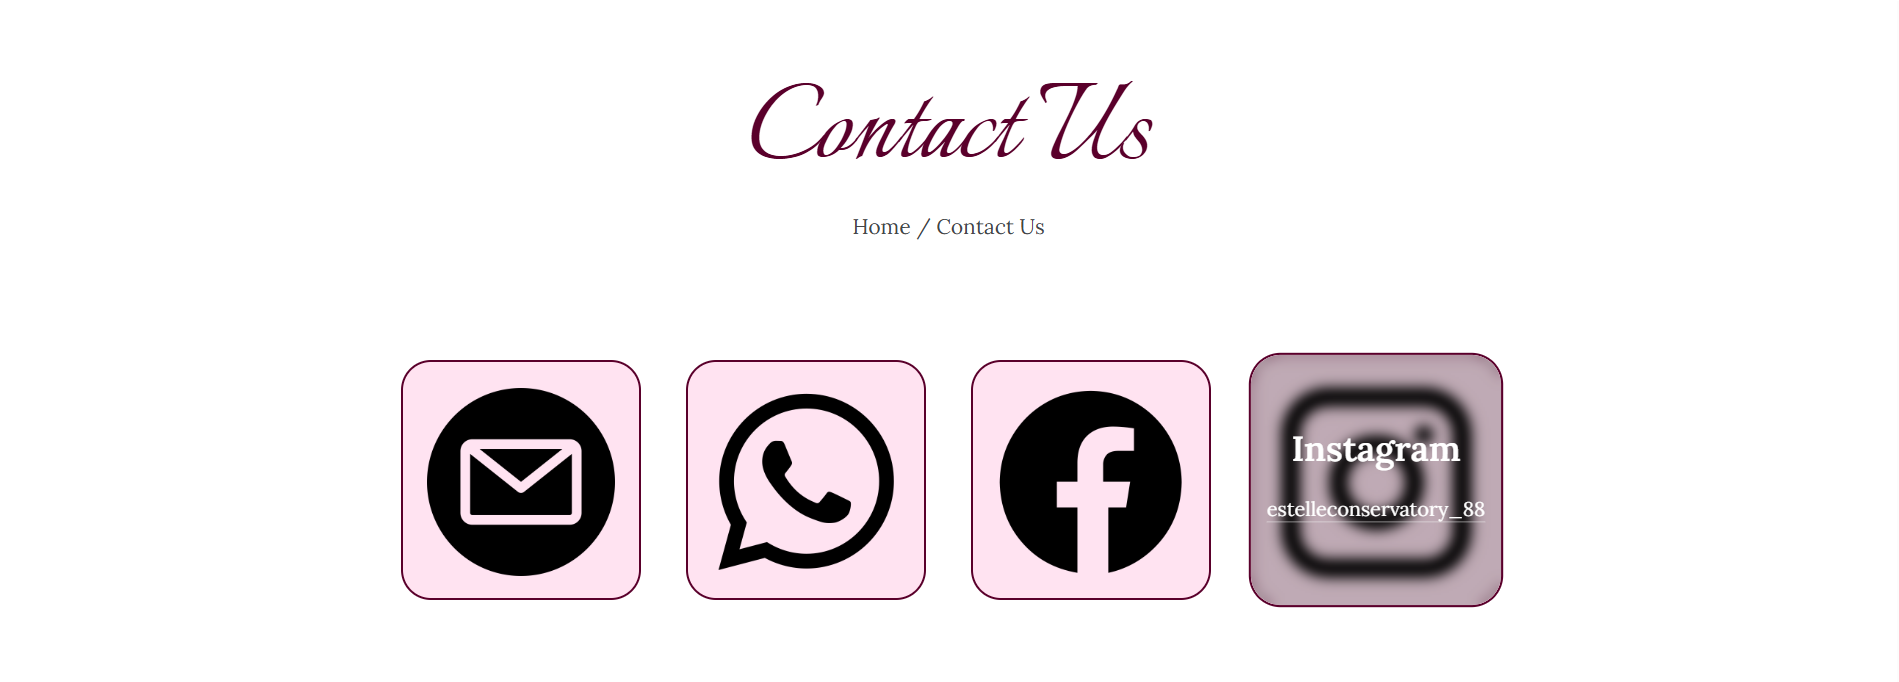 Contact Us
Home / Contact Us
Instagram
estelleconservatory_88